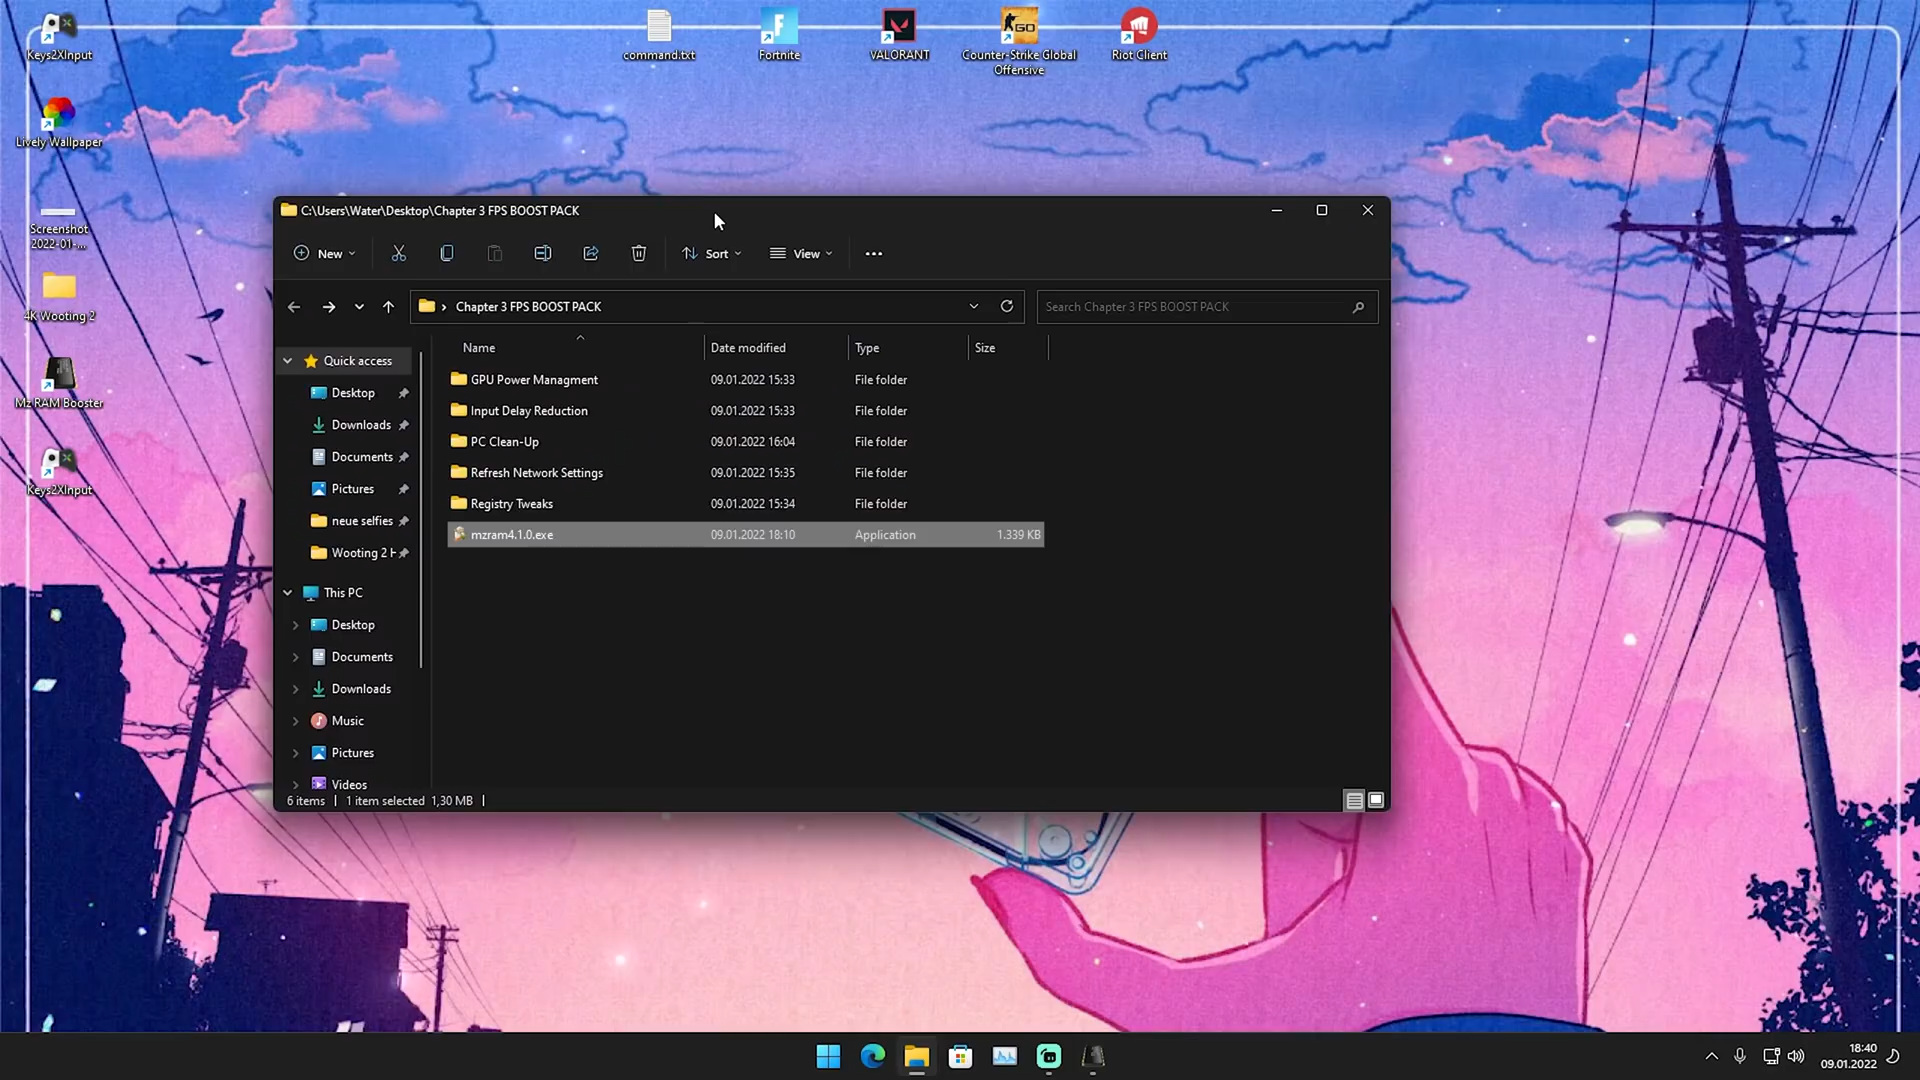 Keys2XInput
command.txt
Fortnite
VALORANT
Counter-Strike Global
Offensive
Riot Client
Lively Wallpaper
Screenshot
2022-01-...
4K Wooting 2
Mz RAM Booster
Keys2XInput
C:\Users\Water\Desktop\Chapter 3 FPS BOOST PACK
New
Sort
View
Chapter 3 FPS BOOST PACK
Search Chapter 3 FPS BOOST PACK
Name Date modified Type Size
GPU Power Managment 09.01.2022 15:33 File folder
Input Delay Reduction 09.01.2022 15:33 File folder
PC Clean-Up 09.01.2022 16:04 File folder
Refresh Network Settings 09.01.2022 15:35 File folder
Registry Tweaks 09.01.2022 15:34 File folder
mzram4.1.0.exe 09.01.2022 18:10 Application 1.339 KB
Quick access
Desktop
Downloads
Documents
Pictures
neue selfies
Wooting 2 H
This PC
Desktop
Documents
Downloads
Music
Pictures
Videos
6 items 1 item selected 1,30 MB
18:40
09.01.2022